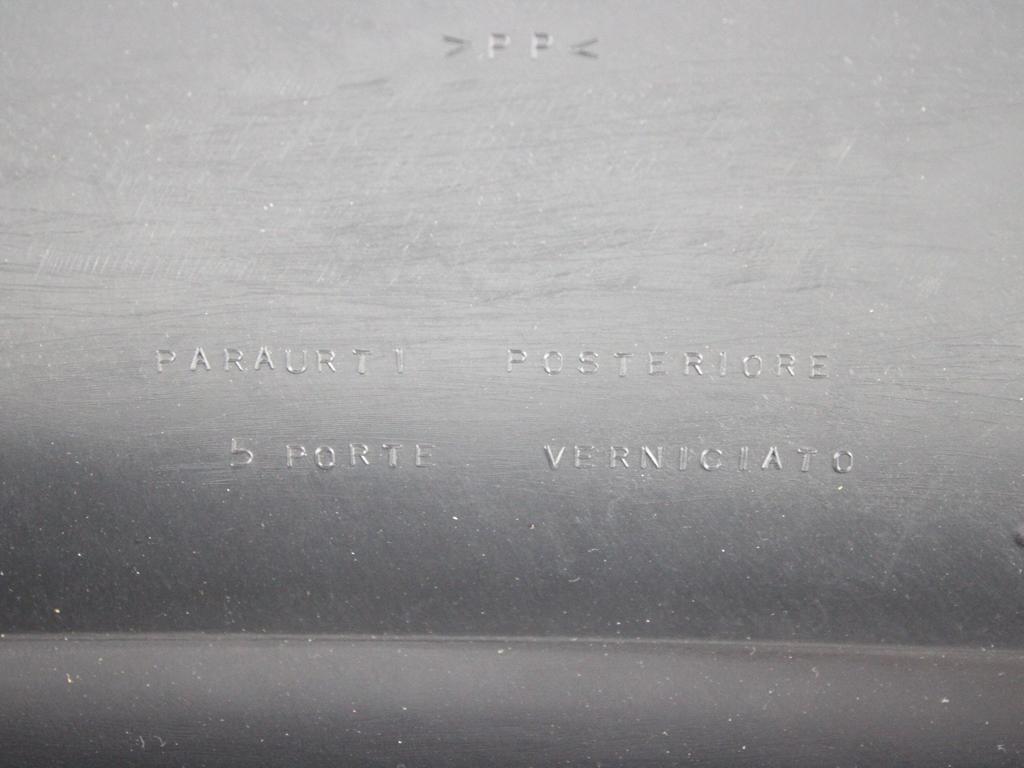 >PP<
PARAURTI POSTERIORE
5 PORTE VERNICIATO